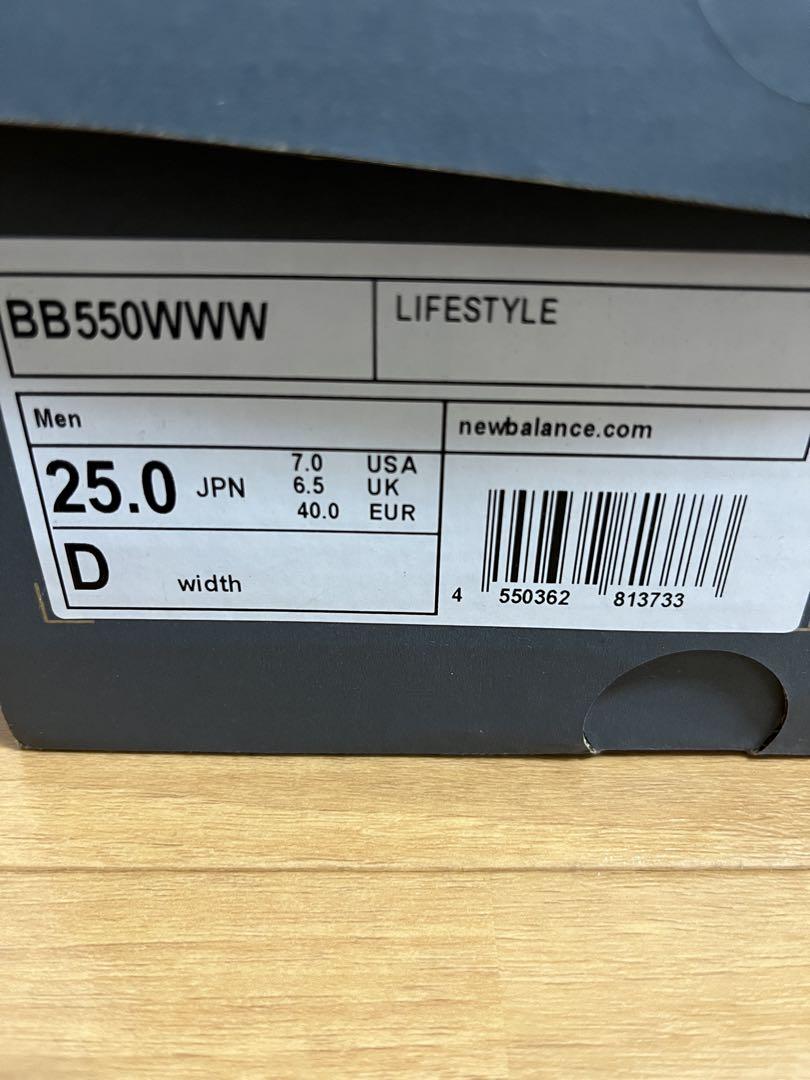 BB550WWW
LIFESTYLE
Men
newbalance.com
25.0 JPN
7.0 USA
6.5 UK
40.0 EUR
D width
4 550362 813733